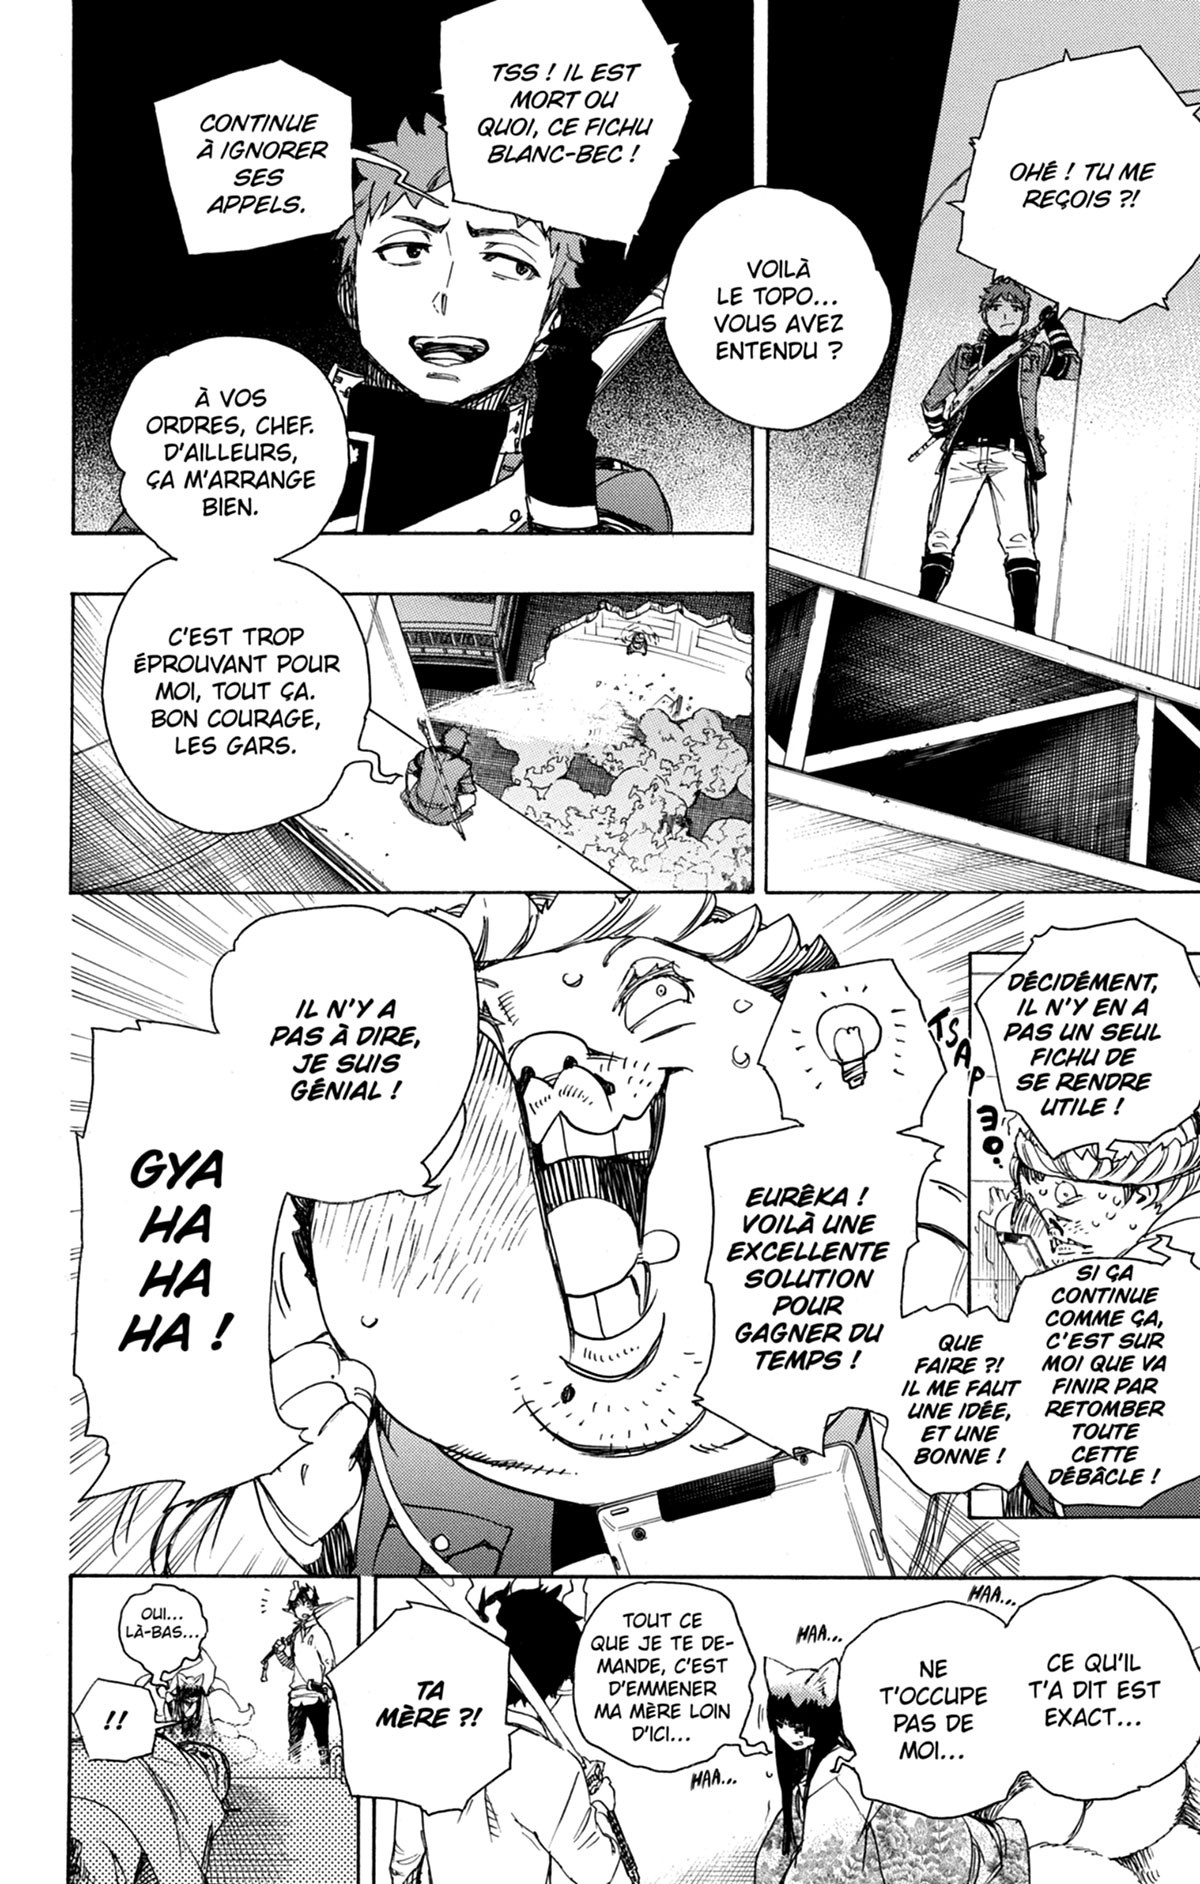 OHÉ ! TU ME
REÇOIS ?!
VOILÀ
LE TOPO...
VOUS AVEZ
ENTENDU ?
TSS ! IL EST
MORT OU
QUOI, CE FICHU
BLANC-BEC !
CONTINUE
À IGNORER
SES
APPELS.
À VOS
ORDRES, CHEF.
D'AILLEURS,
ÇA M'ARRANGE
BIEN.
C'EST TROP
ÉPROUVANT POUR
MOI, TOUT ÇA.
BON COURAGE,
LES GARS.
DÉCIDÉMENT,
IL N'Y EN A
PAS UN SEUL
FICHU DE
SE RENDRE
UTILE !
TSAP
SI ÇA
CONTINUE
COMME ÇA,
C'EST SUR
MOI QUE VA
FINIR PAR
RETOMBER
TOUTE
CETTE
DÉBÂCLE !
QUE
FAIRE ?!
IL ME FAUT
UNE IDÉE,
ET UNE
BONNE !
EURÊKA !
VOILÀ UNE
EXCELLENTE
SOLUTION
POUR
GAGNER DU
TEMPS !
IL N'Y A
PAS À DIRE,
JE SUIS
GÉNIAL !
GYA
HA
HA
HA !
CE QU'IL
T'A DIT EST
EXACT...
HAA...
NE
T'OCCUPE
PAS DE
MOI...
HAA...
TOUT CE
QUE JE TE DE-
MANDE, C'EST
D'EMMENER
MA MÈRE LOIN
D'ICI...
HAA...
TA
MÈRE ?!
OUI...
LÀ-BAS...
!!